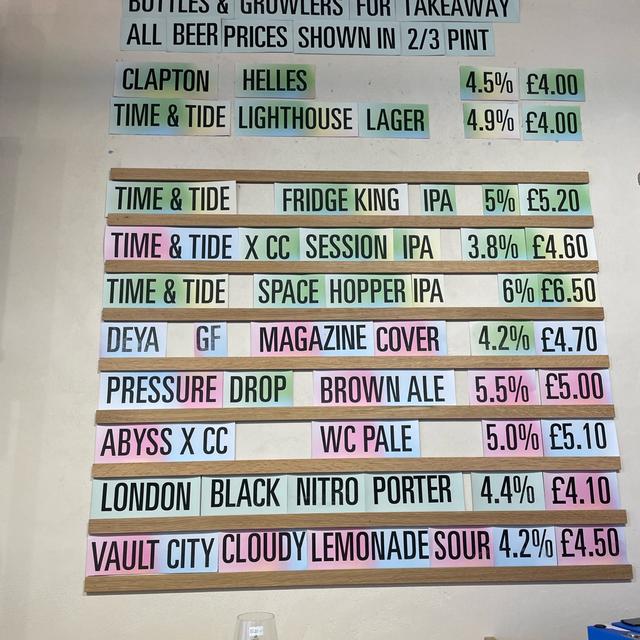 BOTTLES & GROWLERS FOR TAKEAWAY
ALL BEER PRICES SHOWN IN 2/3 PINT
CLAPTON HELLES 4.5% £4.00
TIME & TIDE LIGHTHOUSE LAGER 4.9% £4.00
TIME & TIDE FRIDGE KING IPA 5% £5.20
TIME & TIDE X CC SESSION IPA 3.8% £4.60
TIME & TIDE SPACE HOPPER IPA 6% £6.50
DEYA GF MAGAZINE COVER 4.2% £4.70
PRESSURE DROP BROWN ALE 5.5% £5.00
ABYSS X CC WC PALE 5.0% £5.10
LONDON BLACK NITRO PORTER 4.4% £4.10
VAULT CITY CLOUDY LEMONADE SOUR 4.2% £4.50